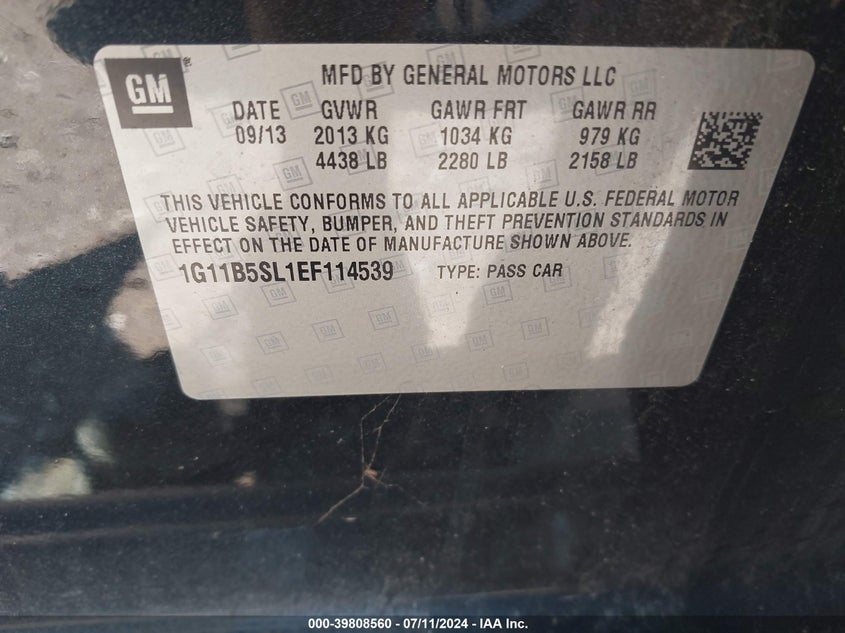 GM
MFD BY GENERAL MOTORS LLC
DATE GVWR GAWR FRT GAWR RR
09/13 2013 KG 1034 KG 979 KG
4438 LB 2280 LB 2158 LB
THIS VEHICLE CONFORMS TO ALL APPLICABLE U.S. FEDERAL MOTOR
VEHICLE SAFETY, BUMPER, AND THEFT PREVENTION STANDARDS IN
EFFECT ON THE DATE OF MANUFACTURE SHOWN ABOVE.
1G11B5SL1EF114539 TYPE: PASS CAR
000-39808560 - 07/11/2024 - IAA Inc.